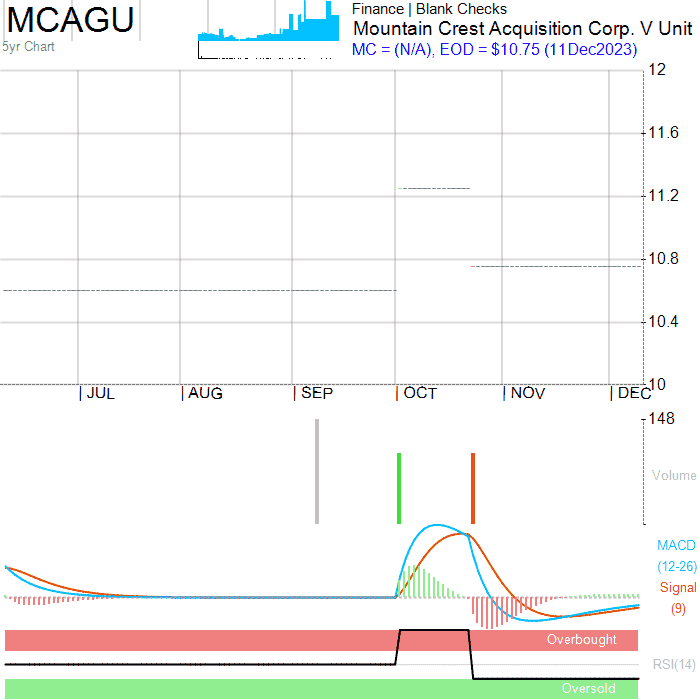 MCAGU
5yr Chart
Finance | Blank Checks
Mountain Crest Acquisition Corp. V Unit
MC = (N/A), EOD = $10.75 (11Dec2023)
12
11.6
11.2
10.8
10.4
10
JUL AUG SEP OCT NOV DEC
148
Volume
MACD
(12-26)
Signal
(9)
Overbought
RSI(14)
Oversold